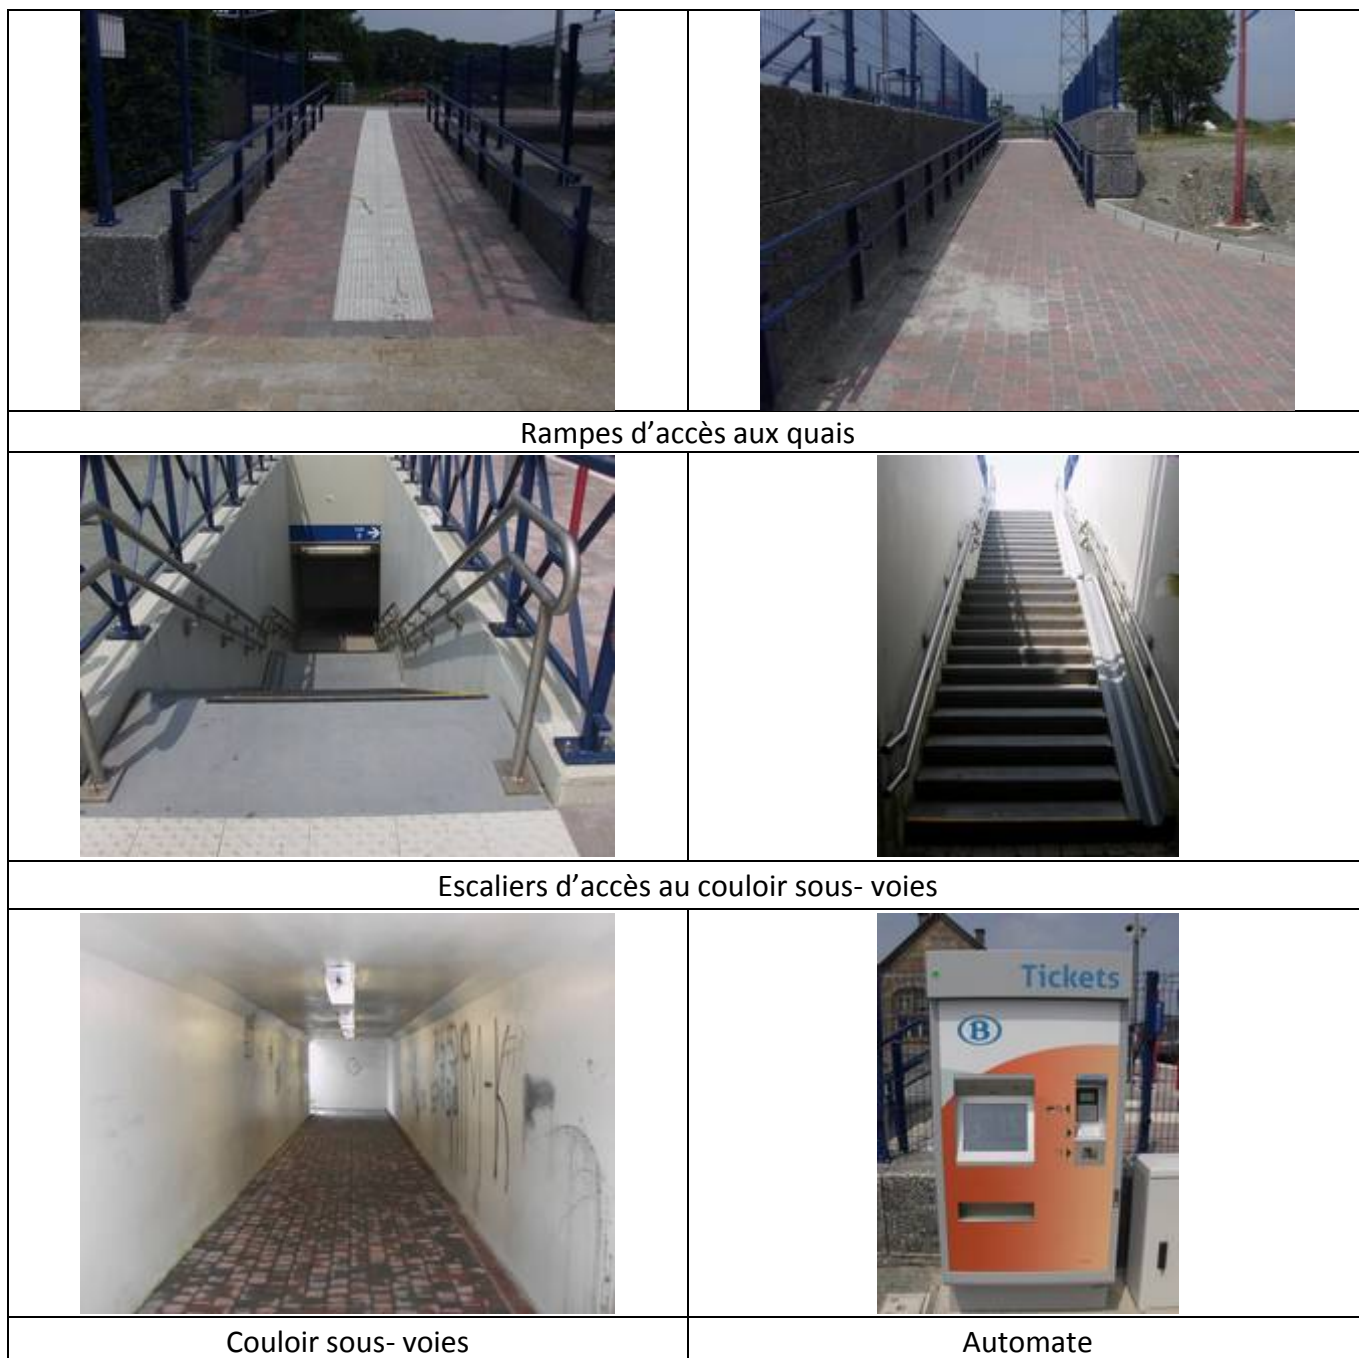 Rampes d’accès aux quais
Escaliers d’accès au couloir sous- voies
Tickets
B
Couloir sous- voies
Automate